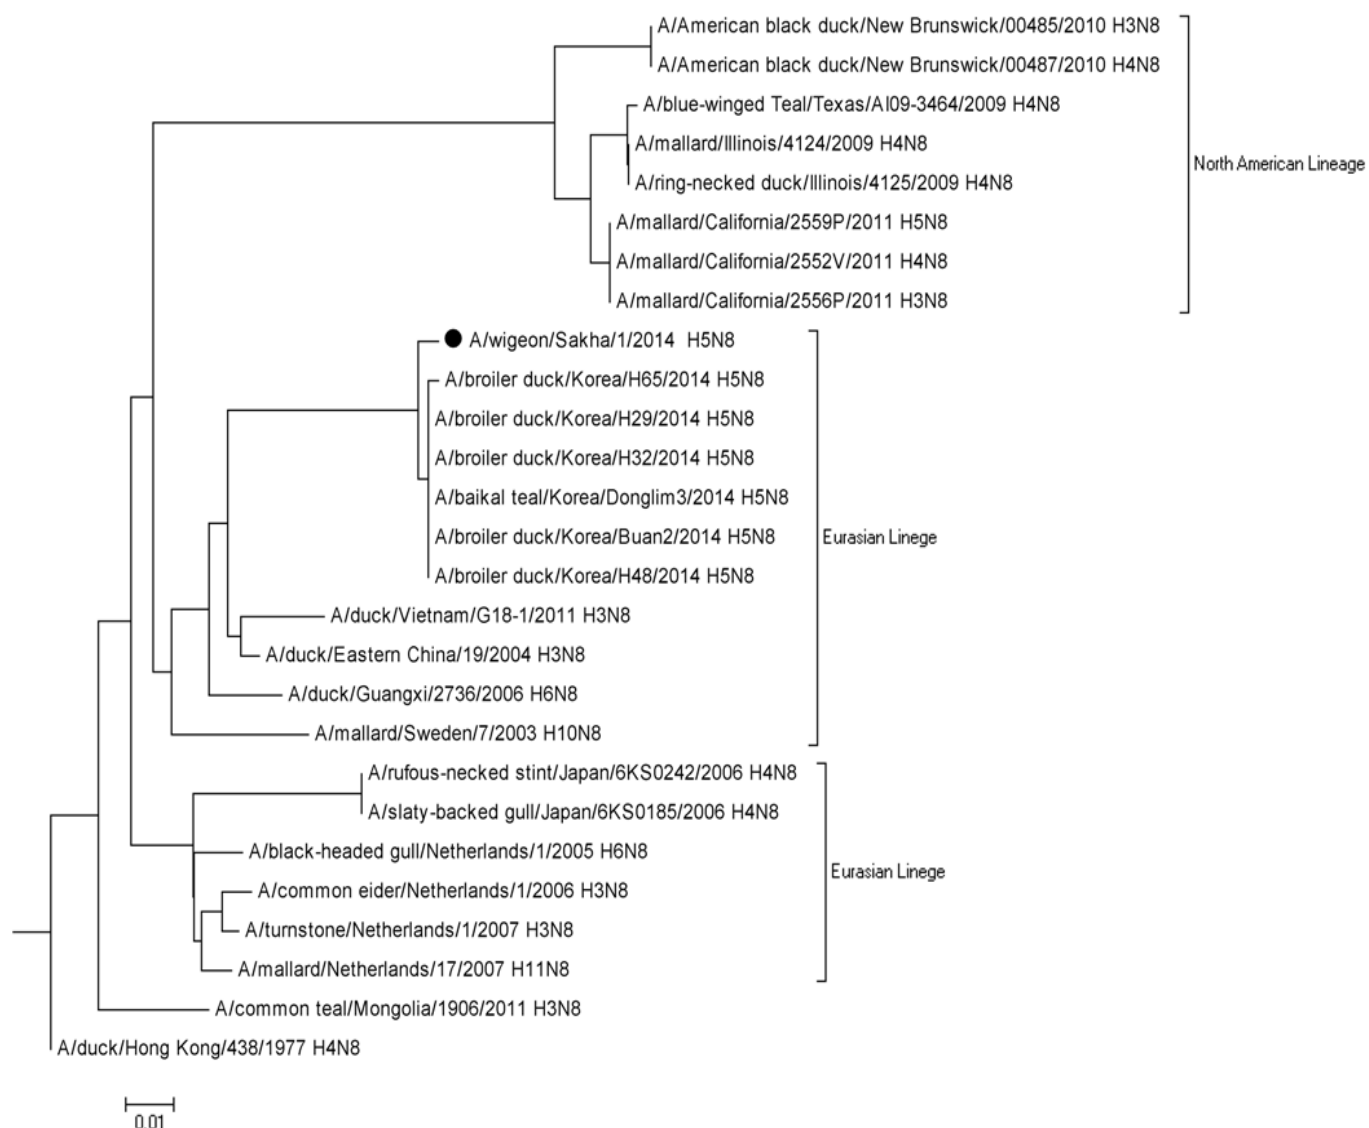 A/American black duck/New Brunswick/00485/2010 H3N8
A/American black duck/New Brunswick/00487/2010 H4N8
A/blue-winged Teal/Texas/AI09-3464/2009 H4N8
A/mallard/Illinois/4124/2009 H4N8
A/ring-necked duck/Illinois/4125/2009 H4N8
A/mallard/California/2559P/2011 H5N8
A/mallard/California/2552V/2011 H4N8
A/mallard/California/2556P/2011 H3N8
North American Lineage
A/wigeon/Sakha/1/2014 H5N8
A/broiler duck/Korea/H65/2014 H5N8
A/broiler duck/Korea/H29/2014 H5N8
A/broiler duck/Korea/H32/2014 H5N8
A/baikal teal/Korea/Donglim3/2014 H5N8
A/broiler duck/Korea/Buan2/2014 H5N8
A/broiler duck/Korea/H48/2014 H5N8
A/duck/Vietnam/G18-1/2011 H3N8
A/duck/Eastern China/19/2004 H3N8
A/duck/Guangxi/2736/2006 H6N8
A/mallard/Sweden/7/2003 H10N8
Eurasian Linege
A/rufous-necked stint/Japan/6KS0242/2006 H4N8
A/slaty-backed gull/Japan/6KS0185/2006 H4N8
A/black-headed gull/Netherlands/1/2005 H6N8
A/common eider/Netherlands/1/2006 H3N8
A/turnstone/Netherlands/1/2007 H3N8
A/mallard/Netherlands/17/2007 H11N8
Eurasian Linege
A/common teal/Mongolia/1906/2011 H3N8
A/duck/Hong Kong/438/1977 H4N8
0.01